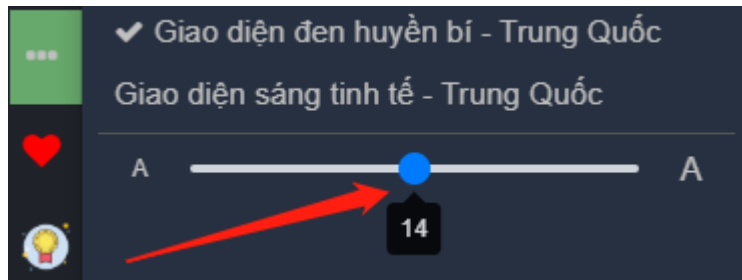 Giao diện đen huyền bí - Trung Quốc
Giao diện sáng tinh tế - Trung Quốc
A A
14